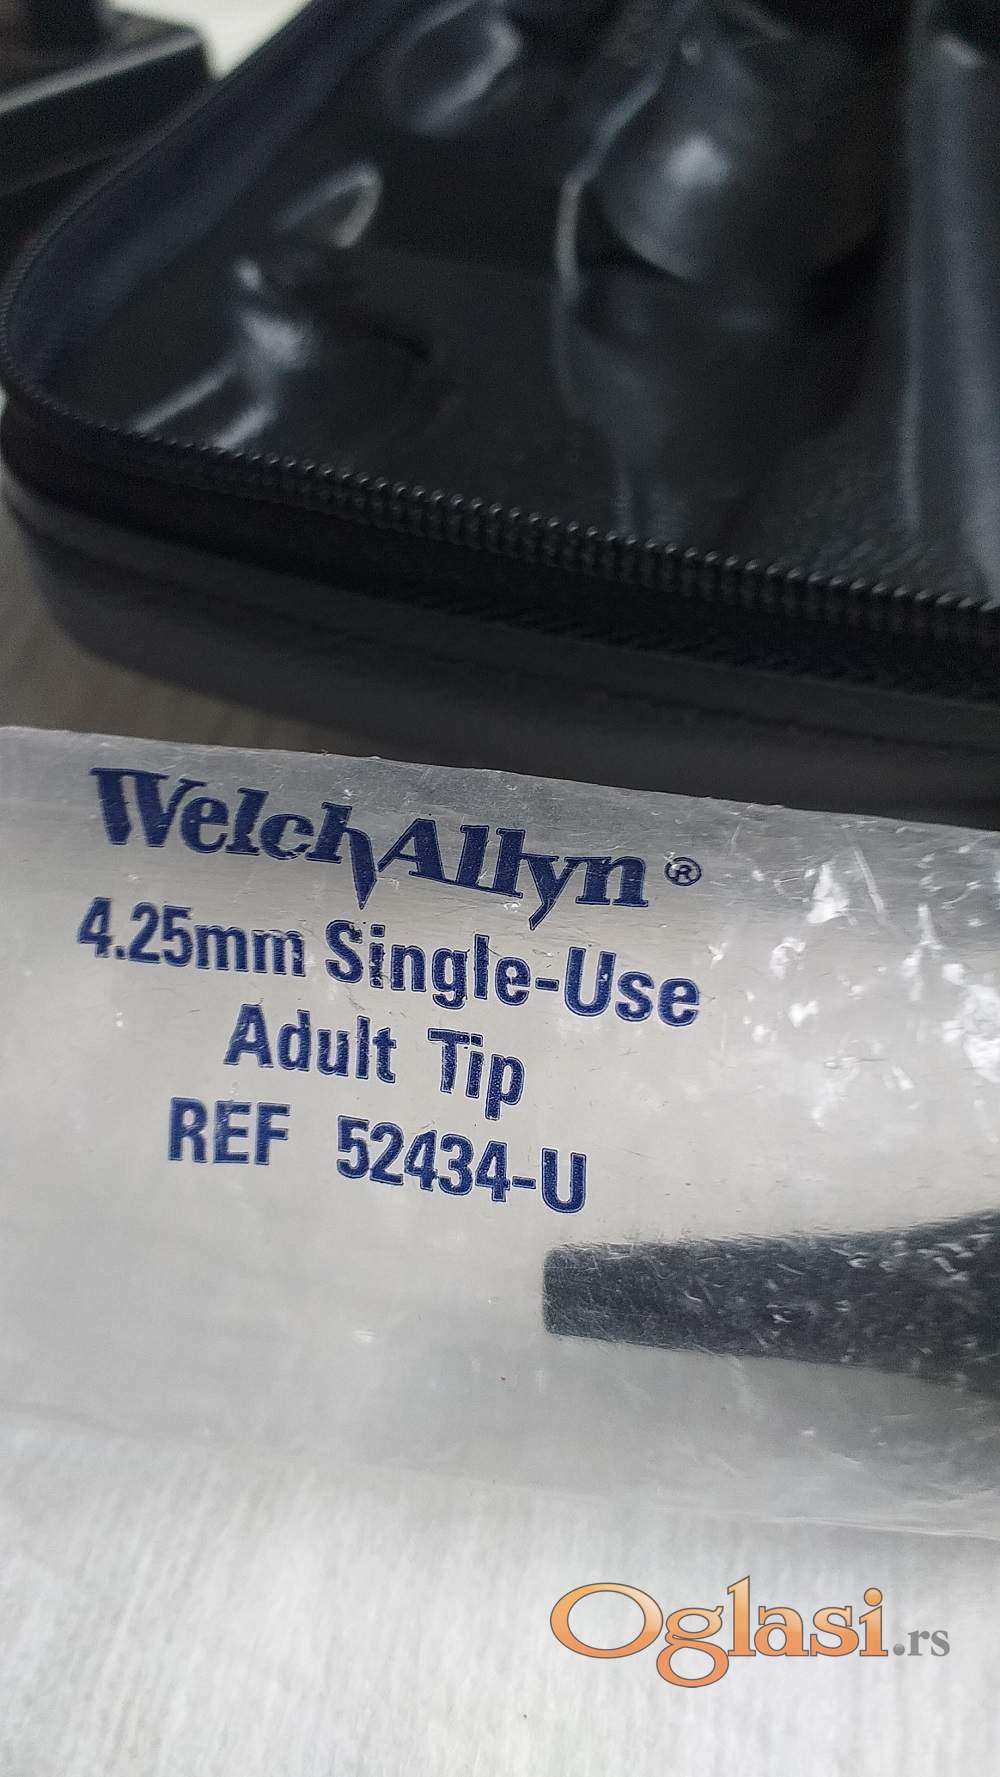 WelchAllyn®
4.25mm Single-Use
Adult Tip
REF 52434-U
Oglasi.rs